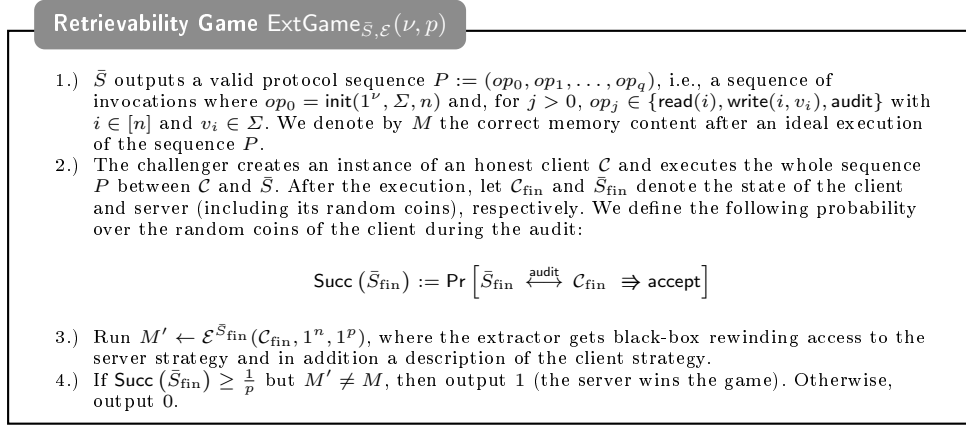 Retrievability Game ExtGame_{S̄,ℰ}(ν, p)
1.) S̄ outputs a valid protocol sequence P := (op₀, op₁, . . . , op_q), i.e., a sequence of
invocations where op₀ = init(1^ν, Σ, n) and, for j > 0, op_j ∈ {read(i), write(i, v_i), audit} with
i ∈ [n] and v_i ∈ Σ. We denote by M the correct memory content after an ideal execution
of the sequence P.
2.) The challenger creates an instance of an honest client 𝒞 and executes the whole sequence
P between 𝒞 and S̄. After the execution, let 𝒞_fin and S̄_fin denote the state of the client
and server (including its random coins), respectively. We define the following probability
over the random coins of the client during the audit:
Succ (S̄_fin) := Pr [S̄_fin ⟷^{audit} 𝒞_fin ⇛ accept]
3.) Run M′ ← ℰ^{S̄_fin}(𝒞_fin, 1^n, 1^p), where the extractor gets black-box rewinding access to the
server strategy and in addition a description of the client strategy.
4.) If Succ (S̄_fin) ≥ 1/p but M′ ≠ M, then output 1 (the server wins the game). Otherwise,
output 0.